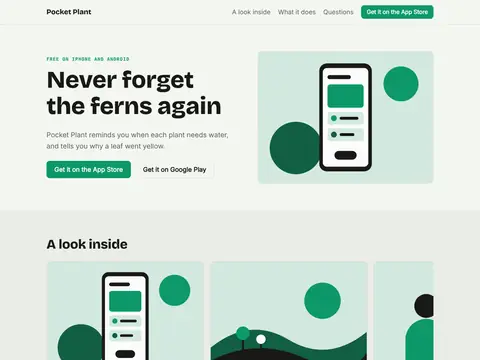 Pocket Plant
A look inside
What it does
Questions
Get it on the App Store
FREE ON IPHONE AND ANDROID
Never forget
the ferns again
Pocket Plant reminds you when each plant needs water,
and tells you why a leaf went yellow.
Get it on the App Store
Get it on Google Play
A look inside